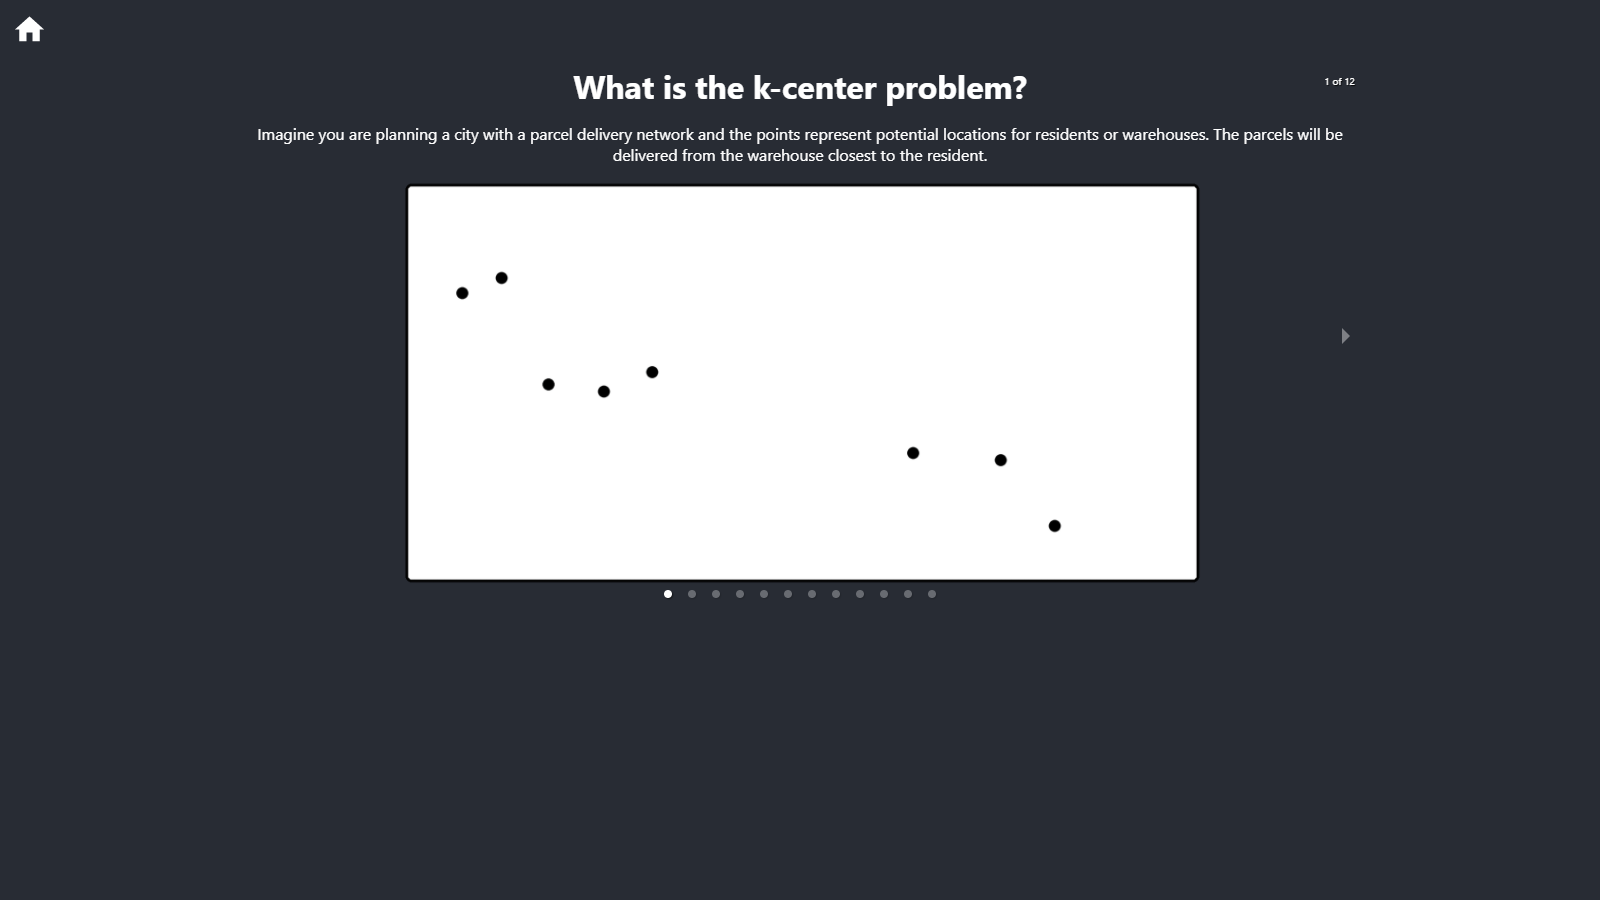 What is the k-center problem?
1 of 12
Imagine you are planning a city with a parcel delivery network and the points represent potential locations for residents or warehouses. The parcels will be
delivered from the warehouse closest to the resident.